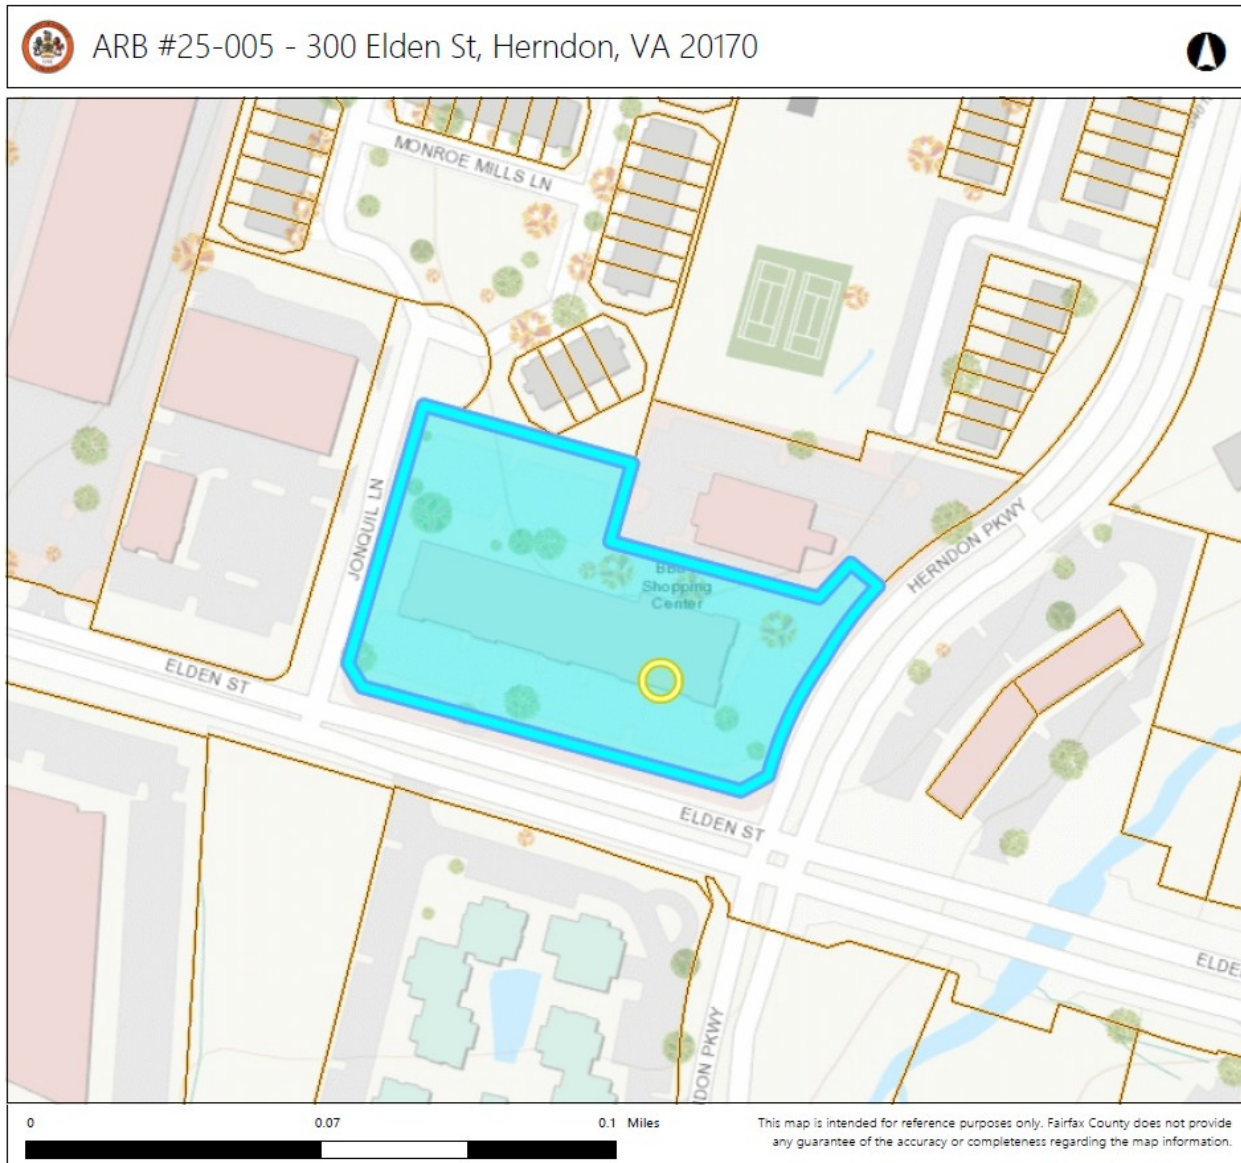 ARB #25-005 - 300 Elden St, Herndon, VA 20170
MONROE MILLS LN
JONQUIL LN
HERNDON PKWY
Shopping
Center
ELDEN ST
ELDEN ST
ELDE
DON PKWY
0
0.07
0.1 Miles
This map is intended for reference purposes only. Fairfax County does not provide
any guarantee of the accuracy or completeness regarding the map information.